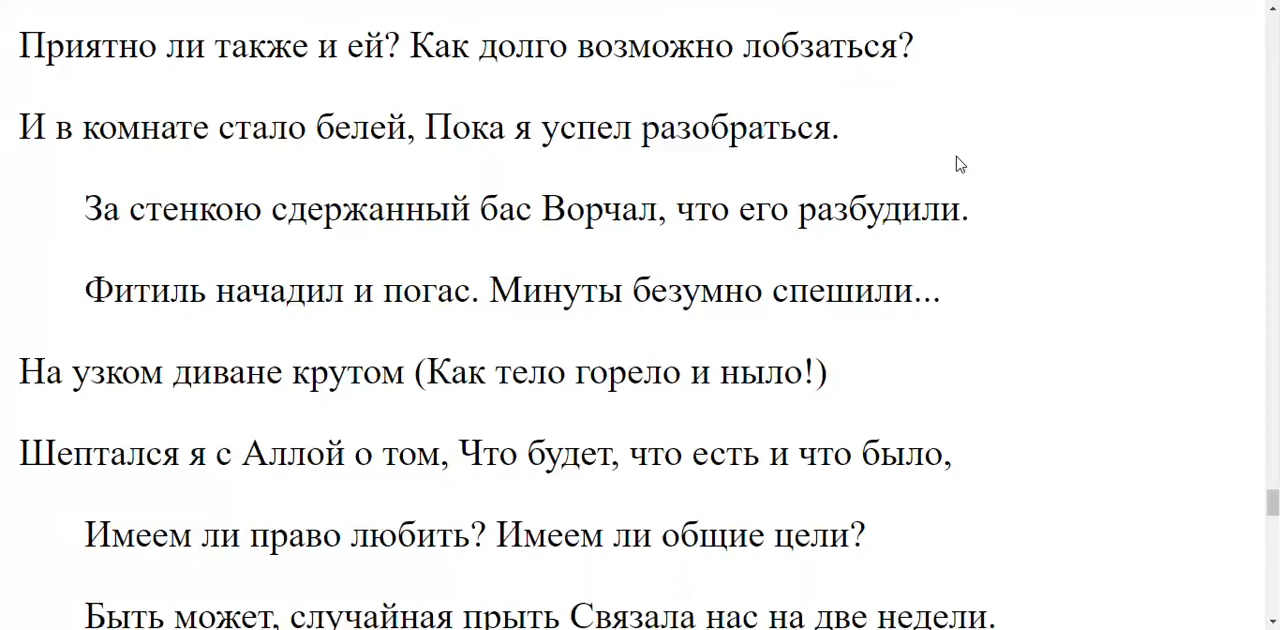 Приятно ли также и ей? Как долго возможно лобзаться?
И в комнате стало белей, Пока я успел разобраться.
За стенкою сдержанный бас Ворчал, что его разбудили.
Фитиль начадил и погас. Минуты безумно спешили...
На узком диване крутом (Как тело горело и ныло!)
Шептался я с Аллой о том, Что будет, что есть и что было,
Имеем ли право любить? Имеем ли общие цели?
Быть может, случайная прыть Связала нас на две недели.